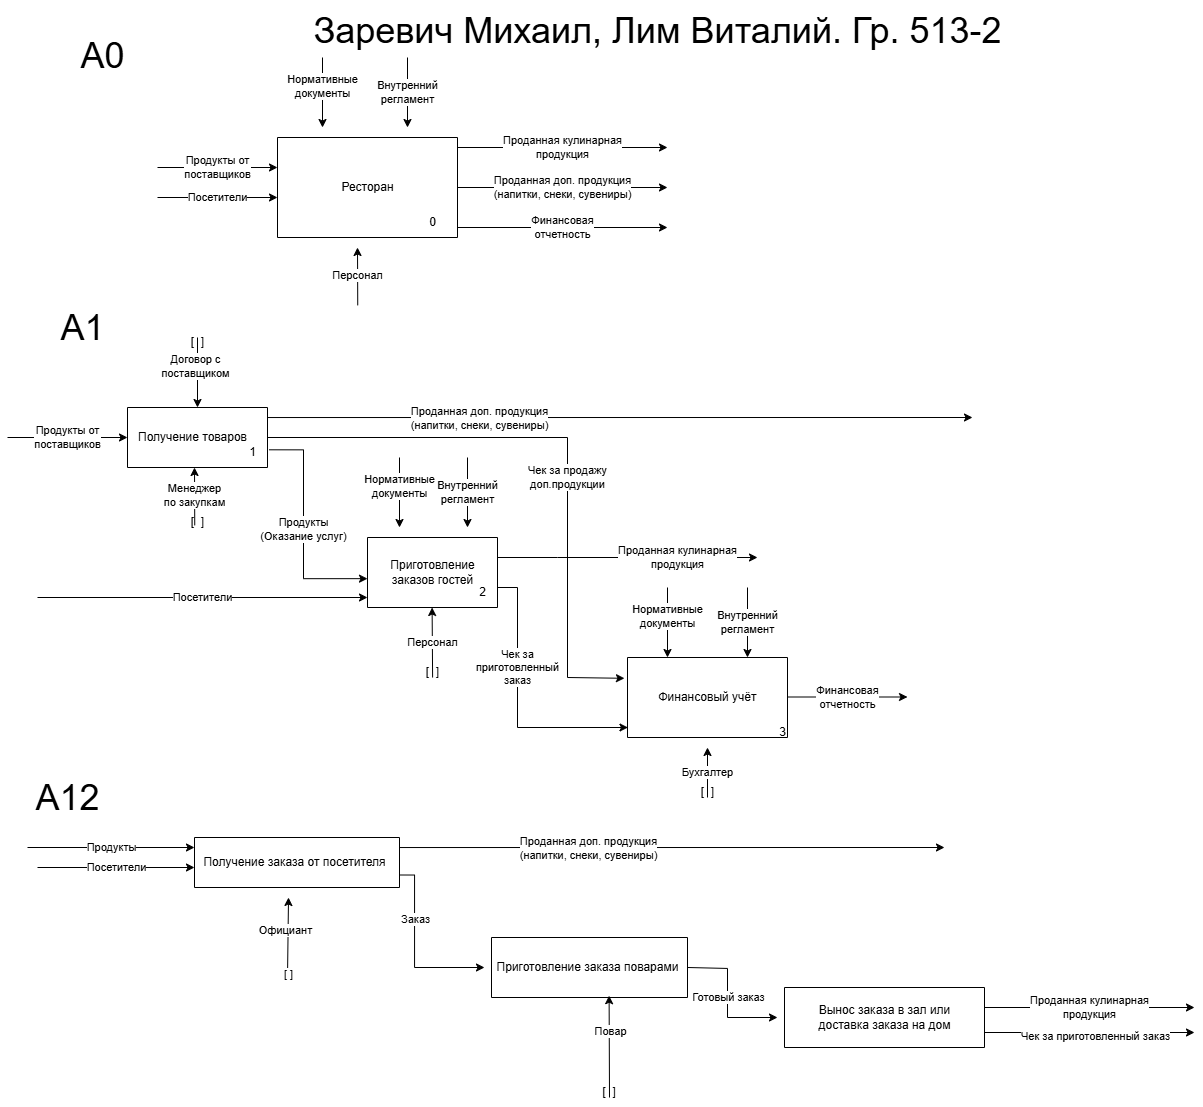 Заревич Михаил, Лим Виталий. Гр. 513-2
A0
Нормативные
документы
Внутренний
регламент
Продукты от
поставщиков
Посетители
Ресторан
0
Проданная кулинарная
продукция
Проданная доп. продукция
(напитки, снеки, сувениры)
Финансовая
отчетность
Персонал
A1
[ ]
Договор с
поставщиком
Продукты от
поставщиков
Получение товаров
1
Проданная доп. продукция
(напитки, снеки, сувениры)
Менеджер
по закупкам
[ ]
Чек за продажу
доп.продукции
Нормативные
документы
Внутренний
регламент
Продукты
(Оказание услуг)
Приготовление
заказов гостей
2
Проданная кулинарная
продукция
Посетители
Персонал
[ ]
Чек за
приготовленный
заказ
Нормативные
документы
Внутренний
регламент
Финансовый учёт
3
Финансовая
отчетность
Бухгалтер
[ ]
A12
Продукты
Посетители
Получение заказа от посетителя
Проданная доп. продукция
(напитки, снеки, сувениры)
Официант
[ ]
Заказ
Приготовление заказа поварами
Готовый заказ
Повар
[ ]
Вынос заказа в зал или
доставка заказа на дом
Проданная кулинарная
продукция
Чек за приготовленный заказ